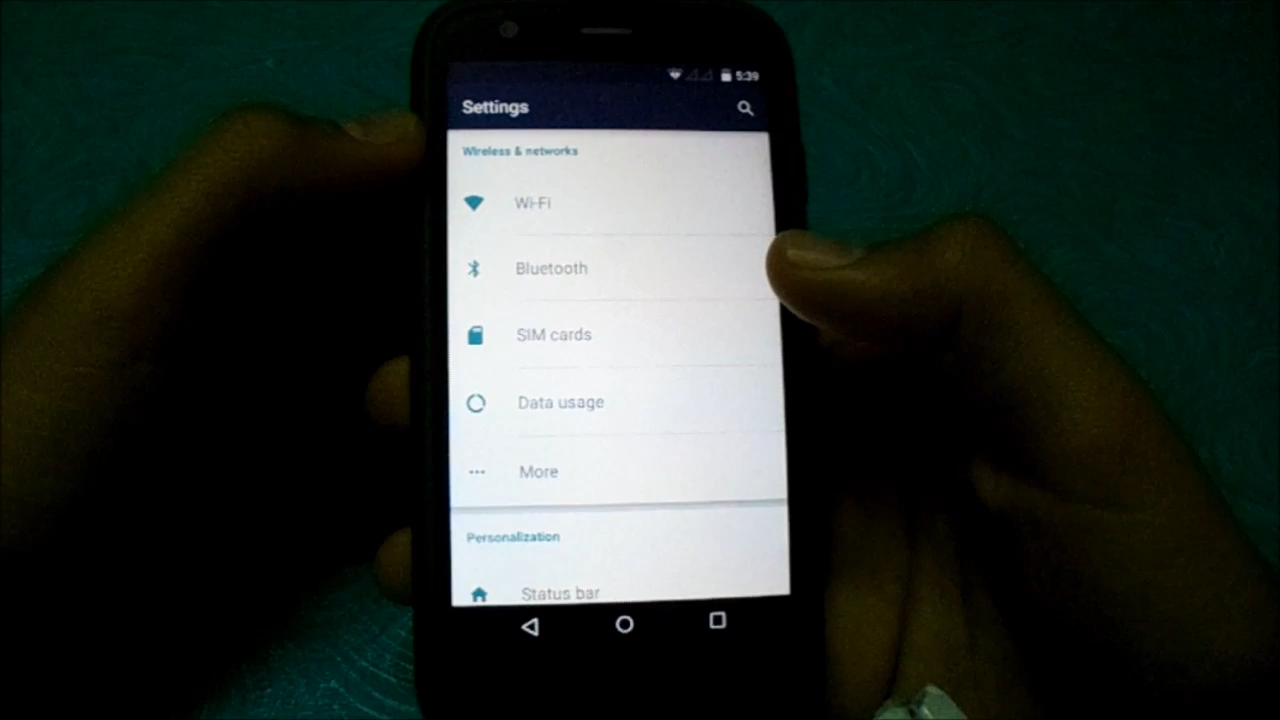 5:39
Settings
Wireless & networks
Wi-Fi
Bluetooth
SIM cards
Data usage
More
Personalization
Status bar